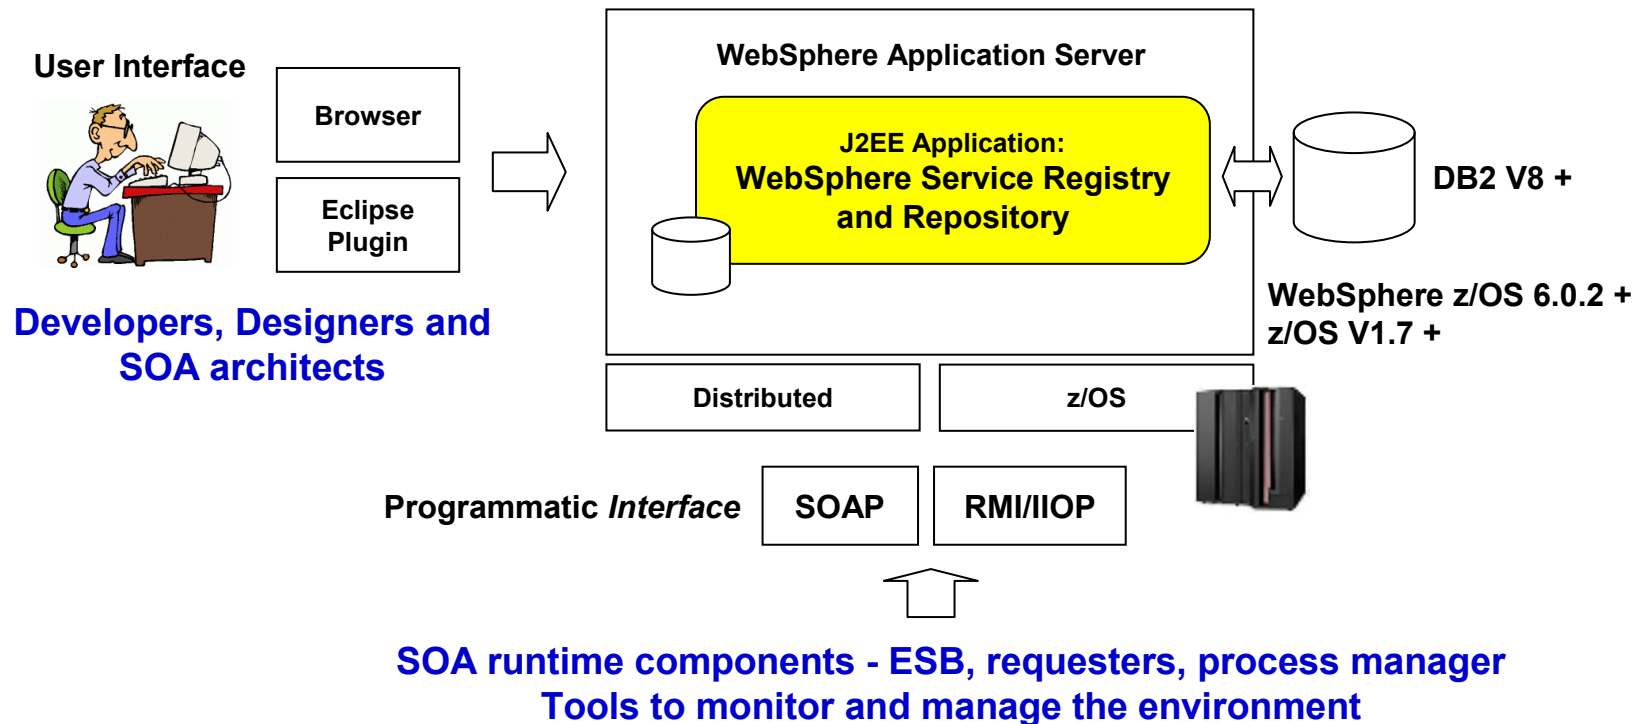 User Interface
Browser
Eclipse
Plugin
Developers, Designers and
SOA architects
WebSphere Application Server
J2EE Application:
WebSphere Service Registry
and Repository
DB2 V8 +
WebSphere z/OS 6.0.2 +
z/OS V1.7 +
Distributed
z/OS
Programmatic Interface
SOAP
RMI/IIOP
SOA runtime components - ESB, requesters, process manager
Tools to monitor and manage the environment